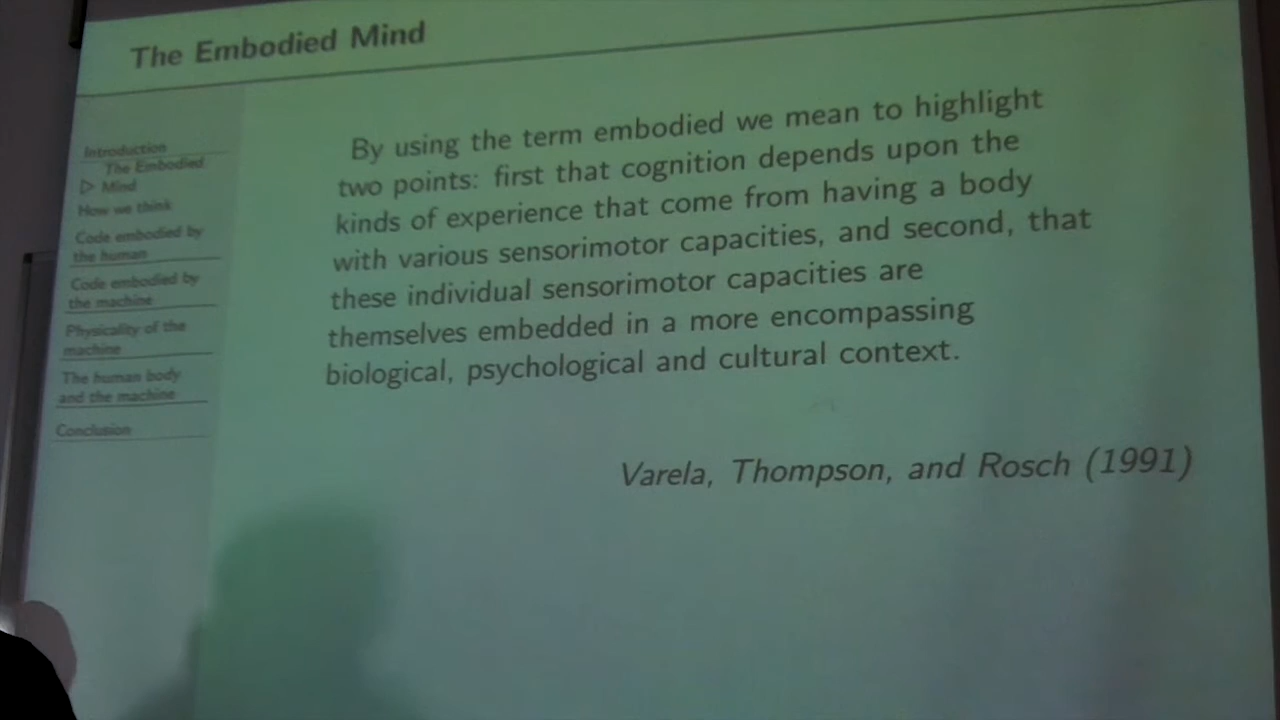 The Embodied Mind
Introduction
The Embodied
▷ Mind
How we think
Code embodied by
the human
Code embodied by
the machine
Physicality of the
machine
The human body
and the machine
Conclusion
By using the term embodied we mean to highlight
two points: first that cognition depends upon the
kinds of experience that come from having a body
with various sensorimotor capacities, and second, that
these individual sensorimotor capacities are
themselves embedded in a more encompassing
biological, psychological and cultural context.
Varela, Thompson, and Rosch (1991)